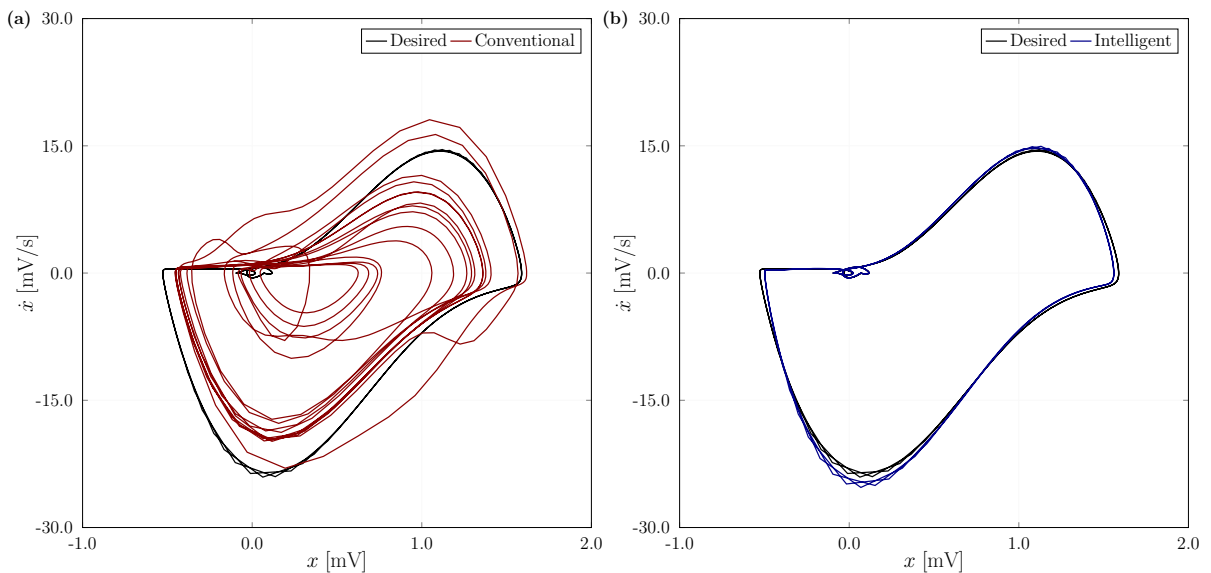 (a)
30.0
15.0
0.0
-15.0
-30.0
-1.0
0.0
1.0
2.0
x [mV]
ẋ [mV/s]
Desired
Conventional
(b)
30.0
15.0
0.0
-15.0
-30.0
-1.0
0.0
1.0
2.0
x [mV]
ẋ [mV/s]
Desired
Intelligent